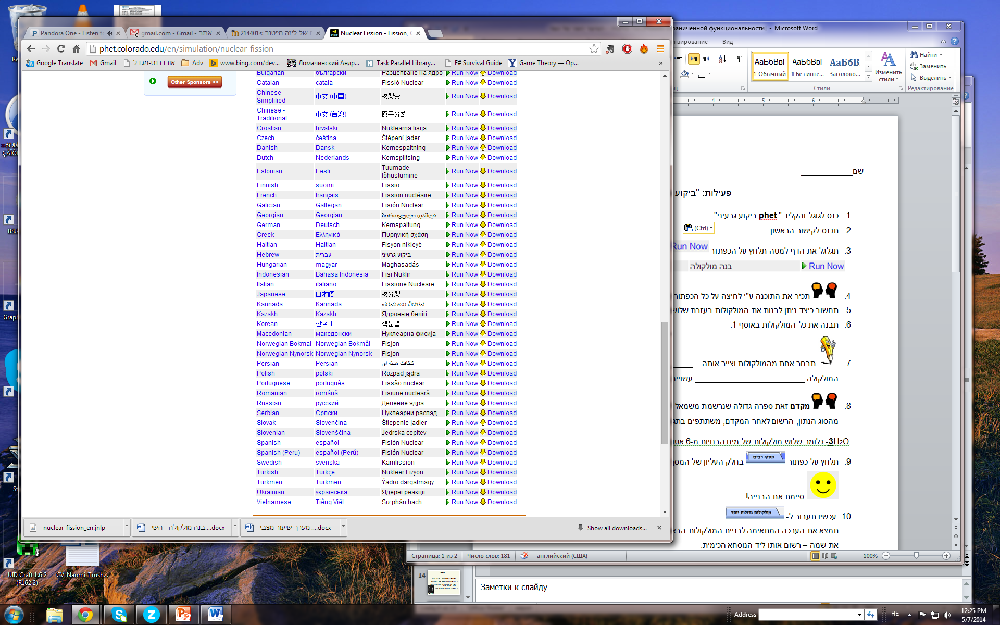 Pandora One - Listen to
gmail.com - Gmail - אתר
214401s: של ליזה מייטנר
Nuclear Fission - Fission,
phet.colorado.edu/en/simulation/nuclear-fission
Google Translate
Gmail
אורדרנט-מגדל
Adv
www.bing.com/dev...
Ломачинский Андр...
Task Parallel Library...
F# Survival Guide
Game Theory — Op...
»
Other Sponsors >>
Bulgarian български Разцепване на ядро Run Now Download
Catalan català Fissió Nuclear Run Now Download
Chinese - Simplified 中文 (中国) 核裂变 Run Now Download
Chinese - Traditional 中文 (台灣) 原子分裂 Run Now Download
Croatian hrvatski Nuklearna fisija Run Now Download
Czech čeština Štěpení jader Run Now Download
Danish Dansk Kernespaltning Run Now Download
Dutch Nederlands Kernsplitsing Run Now Download
Estonian Eesti Tuumade lõhustumine Run Now Download
Finnish suomi Fissio Run Now Download
French français Fission nucléaire Run Now Download
Galician Gallegan Fisión Nuclear Run Now Download
Georgian Georgian ბირთვული დაშლა Run Now Download
German Deutsch Kernspaltung Run Now Download
Greek Ελληνικά Πυρηνική σχάση Run Now Download
Haitian Haitian Fisyon nikleyè Run Now Download
Hebrew עברית ביקוע גרעיני Run Now Download
Hungarian magyar Maghasadás Run Now Download
Indonesian Bahasa Indonesia Fisi Nuklir Run Now Download
Italian italiano Fissione Nucleare Run Now Download
Japanese 日本語 核分裂 Run Now Download
Kannada Kannada ಪರಮಾಣು ವಿಧಳನ Run Now Download
Kazakh Kazakh Ядроның бөлігі Run Now Download
Korean 한국어 핵분열 Run Now Download
Macedonian македонски Нуклеарна фисија Run Now Download
Norwegian Bokmal Norwegian Bokmål Fisjon Run Now Download
Norwegian Nynorsk Norwegian Nynorsk Fisjon Run Now Download
Persian Persian شکافت هسته ای Run Now Download
Polish polski Rozpad jądra Run Now Download
Portuguese português Fissão nuclear Run Now Download
Romanian română Fisiune nucleară Run Now Download
Russian русский Деление ядра Run Now Download
Serbian Српски Нуклеарни распад Run Now Download
Slovak Slovenčina Štiepenie jadier Run Now Download
Slovenian Slovenščina Jedrska cepitev Run Now Download
Spanish español Fisión Nuclear Run Now Download
Spanish (Peru) español (Perú) Fisión Nuclear Run Now Download
Swedish svenska Kärnfission Run Now Download
Turkish Türkçe Nükleer Fizyon Run Now Download
Turkmen Turkmen Ýadro dargatmagy Run Now Download
Ukrainian українська Ядерні реакції Run Now Download
Vietnamese Tiếng Việt Sự phân hạch Run Now Download
nuclear-fission_en.jnlp
בנה מולקולה - השי....docx
מערך שיעור מצבי ....docx
Show all downloads...
граниченной функциональности] - Microsoft Word
нзирование Вид
АаБбВвГ АаБбВвГ АаБбВ
¶ Обычный ¶ Без инте... Заголово...
Изменить стили
Найти
Заменить
Выделить
Стили
Редактирование
4 5 6
שם____________
פעילות: "ביקוע
1. כנס לגוגל והקליד:" phet ביקוע גרעיני"
2. תכנס לקישור הראשון
(Ctrl)
3. תגלגל את הדף למטה תלחץ על הכפתור Run Now
בנה מולקולה Run Now
4. תכיר את התוכנה ע"י לחיצה על כל הכפתור
5. תחשוב כיצד ניתן לבנות את המולקולות בעזרת שלוש
6. תבנה את כל המולקולות באוסף 1.
7. תבחר אחת מהמולקולות וצייר אותה.
המולקולה:__________________________ עשוייה
8. מקדם זאת ספרה גדולה שנרשמת משמאל
מהסוג הנתון, הרשום לאחר המקדם, משתתפים בתג
3H2O- כלומר שלוש מולקולות של מים הבנויות מ-6 אט
9. תלחץ על כפתור אסוף רבים בחלק העליון של המס
סיימת את הבנייה!
10. עכשיו תעבור ל- מולקולות גדולות יותר.
תמצא את הערכה המתאימה לבניית המולקולות הבא
את שמה – רשום אותו ליד הנוסחא הכימית.
Страница: 1 из 2
Число слов: 181
английский (США)
100%
14
Заметки к слайду
UID Craft 1.6.2 (R162.2)
CV_Naomi_Trush...
Address
HE
12:25 PM
5/7/2014